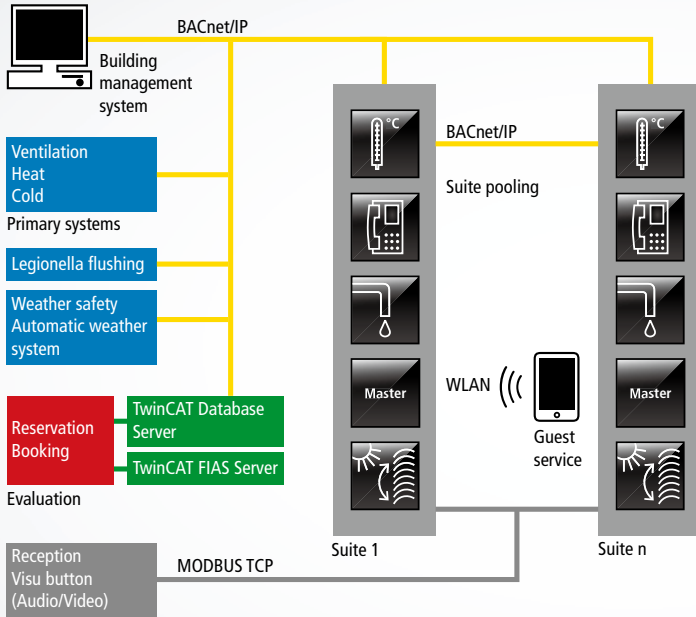 BACnet/IP
Building
management
system
Ventilation
Heat
Cold
Primary systems
Legionella flushing
Weather safety
Automatic weather
system
Reservation
Booking
TwinCAT Database
Server
TwinCAT FIAS Server
Evaluation
Reception
Visu button
(Audio/Video)
MODBUS TCP
°C
Master
Suite 1
BACnet/IP
Suite pooling
WLAN
Guest
service
°C
Master
Suite n